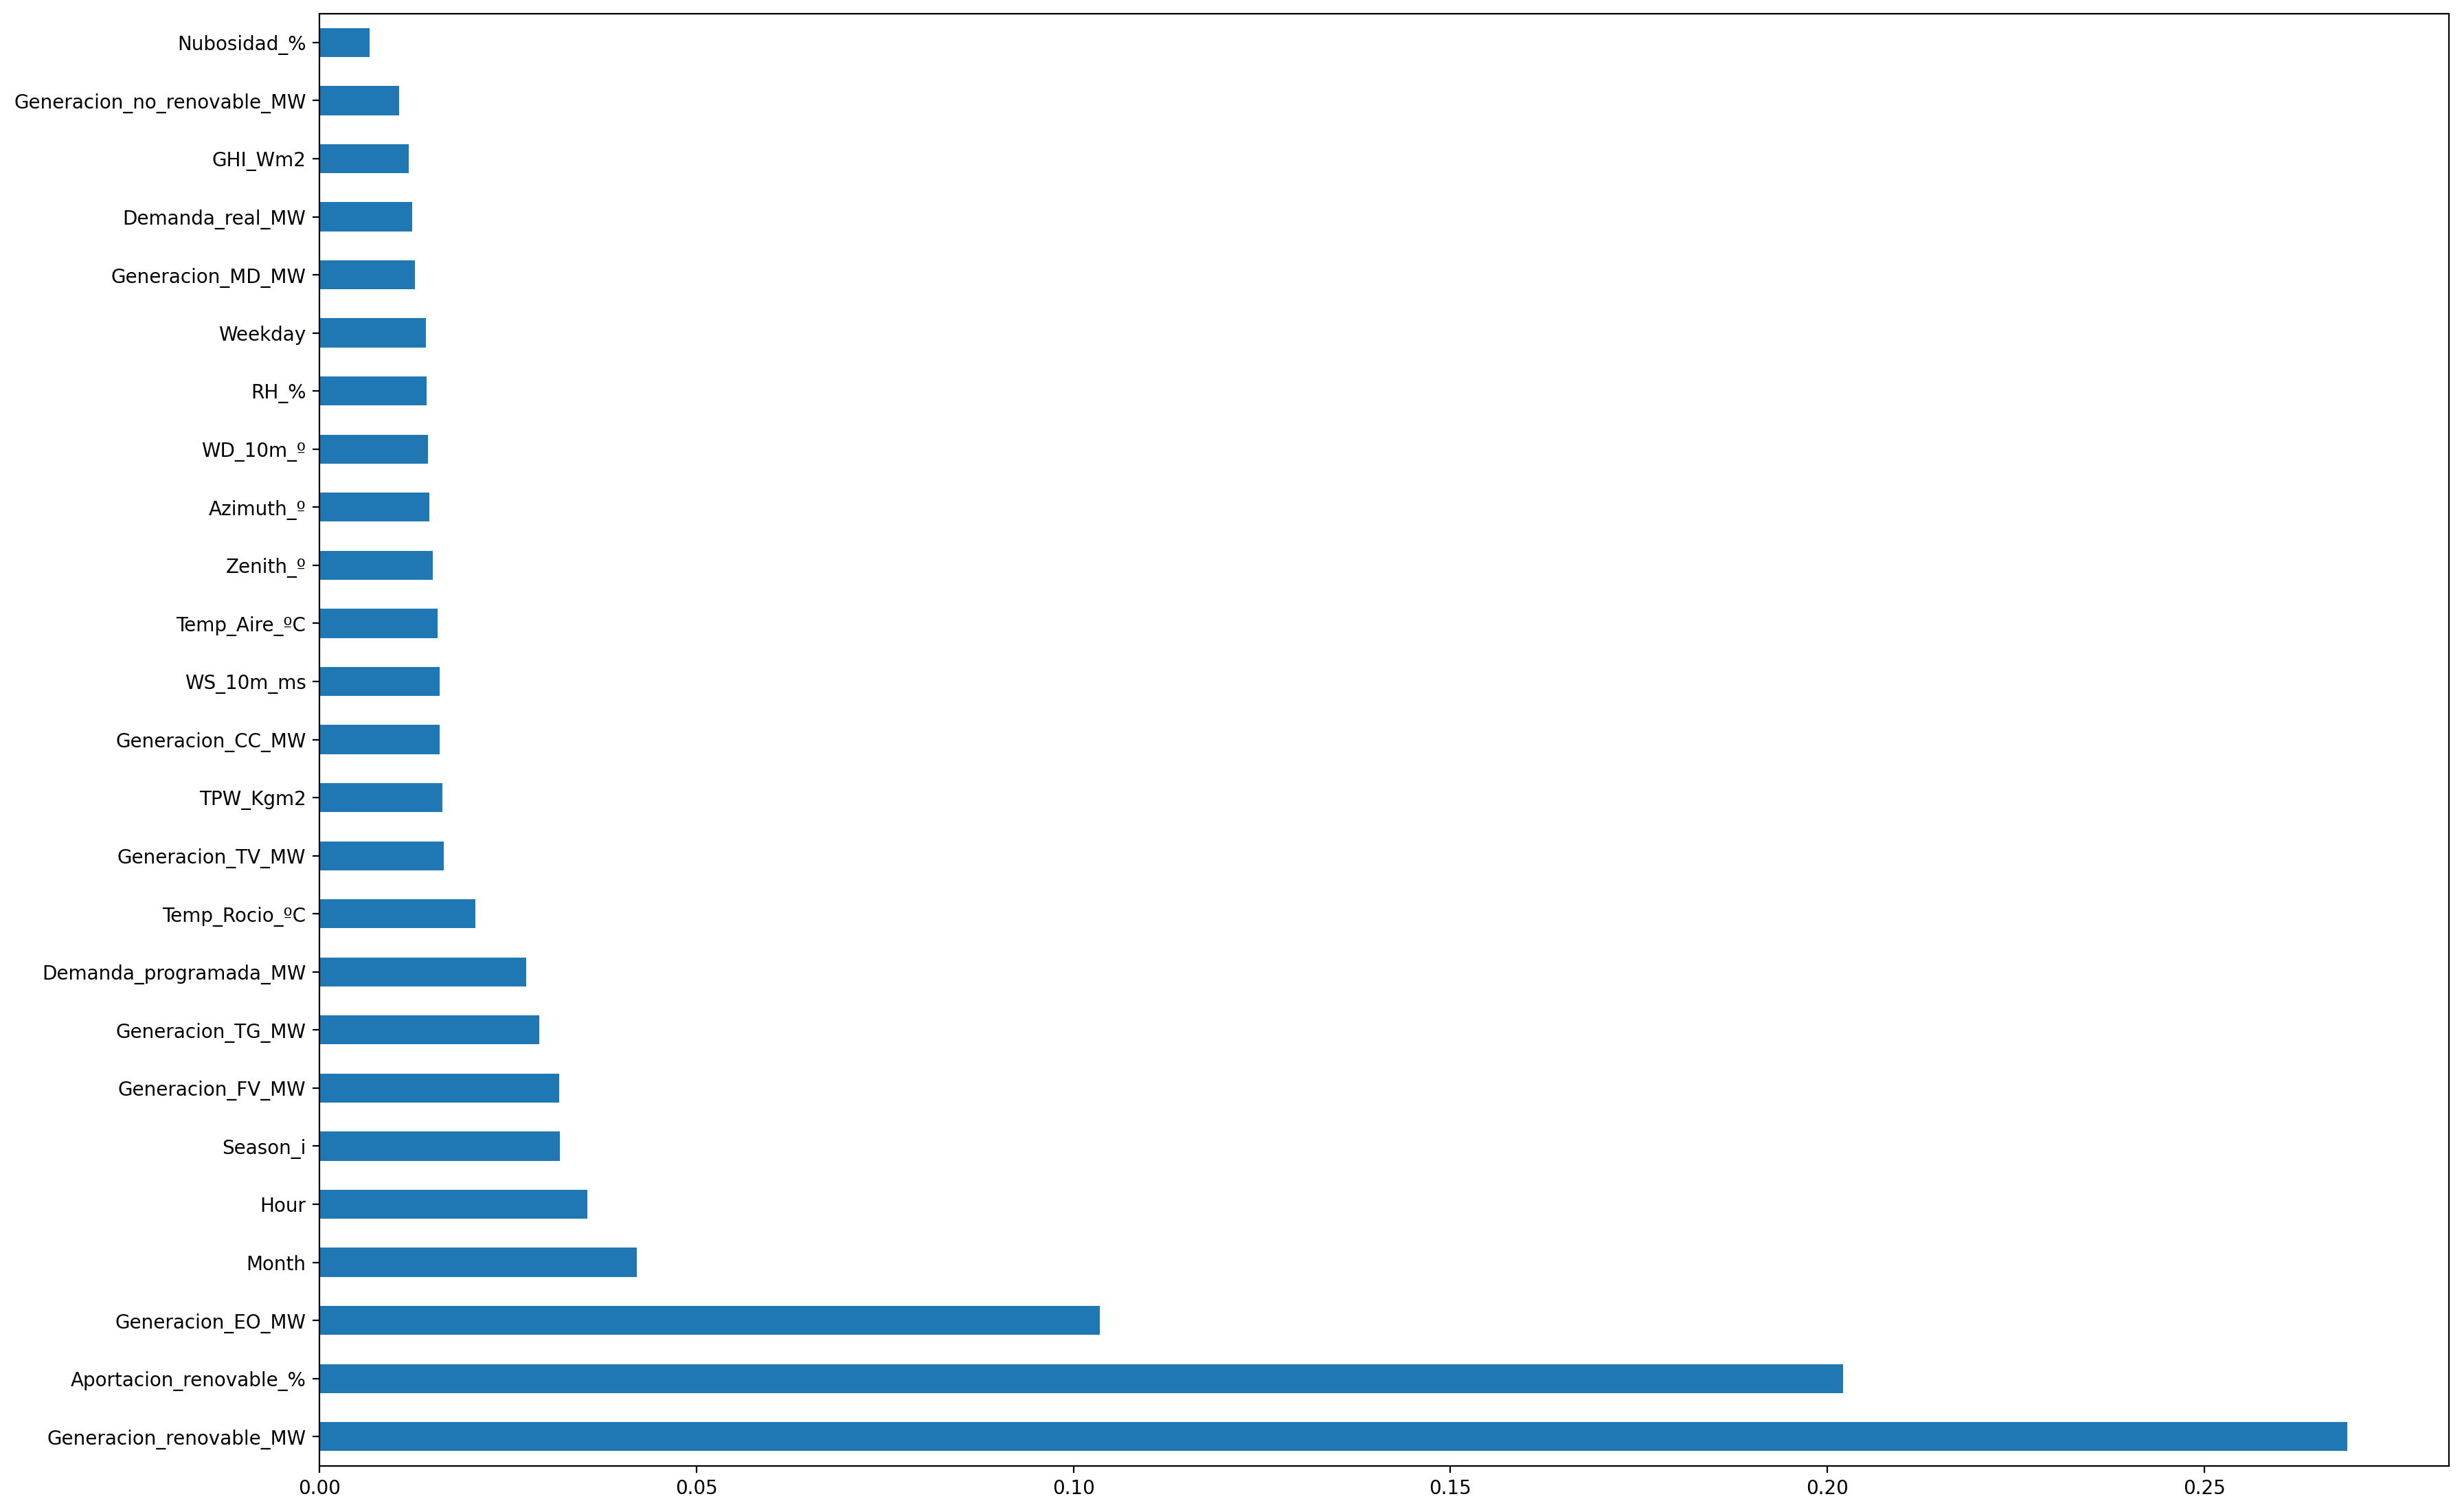 Nubosidad_%
Generacion_no_renovable_MW
GHI_Wm2
Demanda_real_MW
Generacion_MD_MW
Weekday
RH_%
WD_10m_º
Azimuth_º
Zenith_º
Temp_Aire_ºC
WS_10m_ms
Generacion_CC_MW
TPW_Kgm2
Generacion_TV_MW
Temp_Rocio_ºC
Demanda_programada_MW
Generacion_TG_MW
Generacion_FV_MW
Season_i
Hour
Month
Generacion_EO_MW
Aportacion_renovable_%
Generacion_renovable_MW
0.00 0.05 0.10 0.15 0.20 0.25